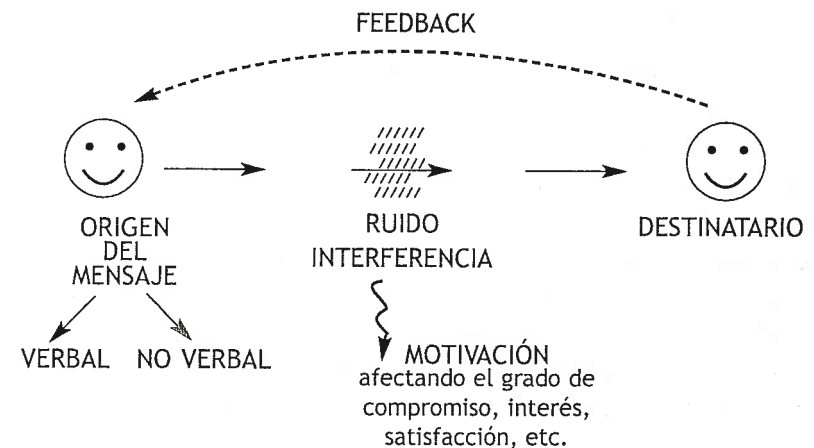 FEEDBACK
ORIGEN
DEL
MENSAJE
VERBAL NO VERBAL
RUIDO
INTERFERENCIA
MOTIVACIÓN
afectando el grado de
compromiso, interés,
satisfacción, etc.
DESTINATARIO